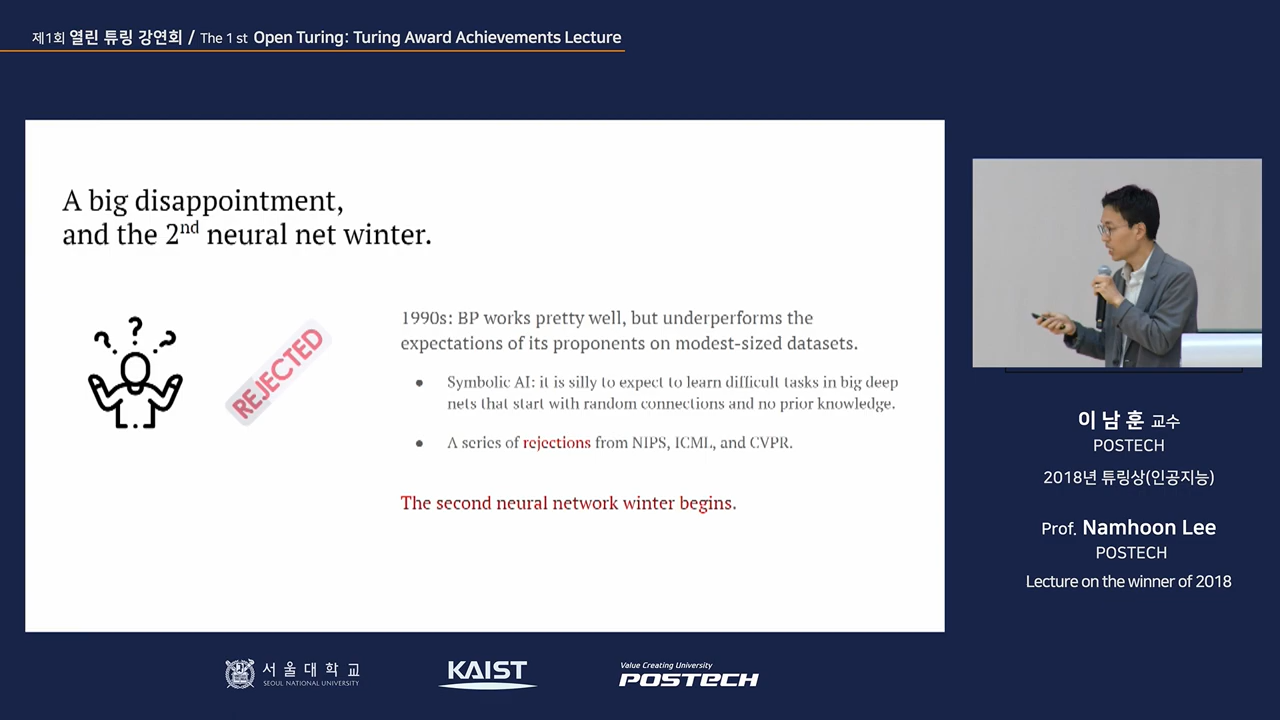 제1회 열린 튜링 강연회 / The 1 st Open Turing: Turing Award Achievements Lecture
A big disappointment,
and the 2nd neural net winter.
? ? ?
REJECTED
1990s: BP works pretty well, but underperforms the
expectations of its proponents on modest-sized datasets.
● Symbolic AI: it is silly to expect to learn difficult tasks in big deep
nets that start with random connections and no prior knowledge.
● A series of rejections from NIPS, ICML, and CVPR.
The second neural network winter begins.
이 남 훈 교수
POSTECH
2018년 튜링상(인공지능)
Prof. Namhoon Lee
POSTECH
Lecture on the winner of 2018
서울대학교
SEOUL NATIONAL UNIVERSITY
KAIST
Value Creating University
POSTECH